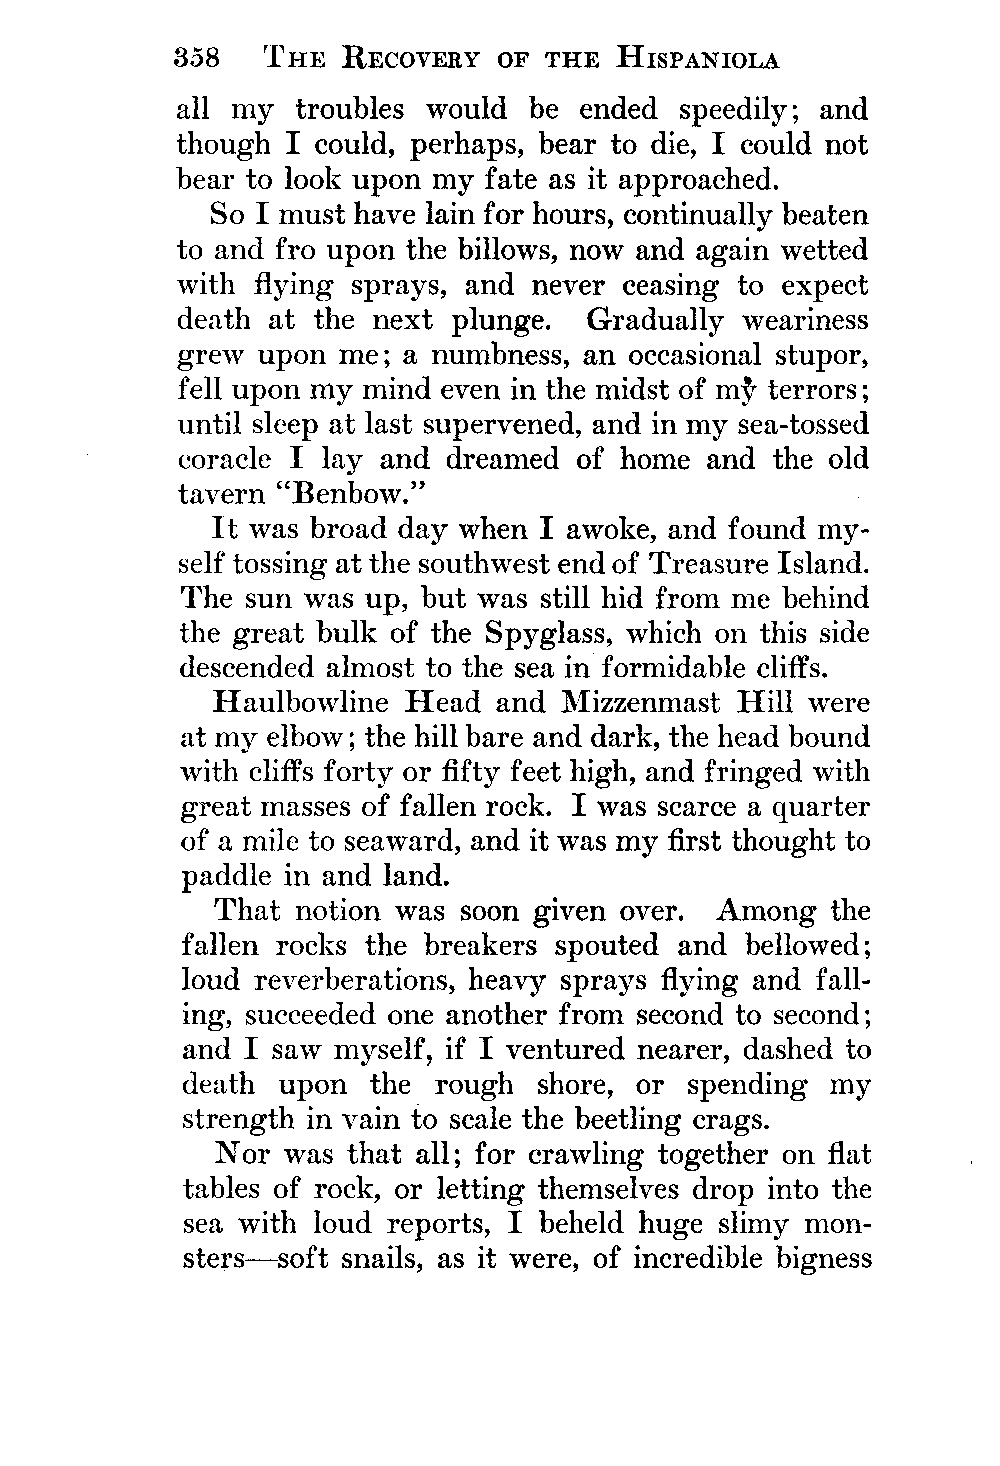 358 The Recovery of the Hispaniola
all my troubles would be ended speedily; and
though I could, perhaps, bear to die, I could not
bear to look upon my fate as it approached.
So I must have lain for hours, continually beaten
to and fro upon the billows, now and again wetted
with flying sprays, and never ceasing to expect
death at the next plunge. Gradually weariness
grew upon me; a numbness, an occasional stupor,
fell upon my mind even in the midst of my terrors;
until sleep at last supervened, and in my sea-tossed
coracle I lay and dreamed of home and the old
tavern “Benbow.”
It was broad day when I awoke, and found my-
self tossing at the southwest end of Treasure Island.
The sun was up, but was still hid from me behind
the great bulk of the Spyglass, which on this side
descended almost to the sea in formidable cliffs.
Haulbowline Head and Mizzenmast Hill were
at my elbow; the hill bare and dark, the head bound
with cliffs forty or fifty feet high, and fringed with
great masses of fallen rock. I was scarce a quarter
of a mile to seaward, and it was my first thought to
paddle in and land.
That notion was soon given over. Among the
fallen rocks the breakers spouted and bellowed;
loud reverberations, heavy sprays flying and fall-
ing, succeeded one another from second to second;
and I saw myself, if I ventured nearer, dashed to
death upon the rough shore, or spending my
strength in vain to scale the beetling crags.
Nor was that all; for crawling together on flat
tables of rock, or letting themselves drop into the
sea with loud reports, I beheld huge slimy mon-
sters—soft snails, as it were, of incredible bigness